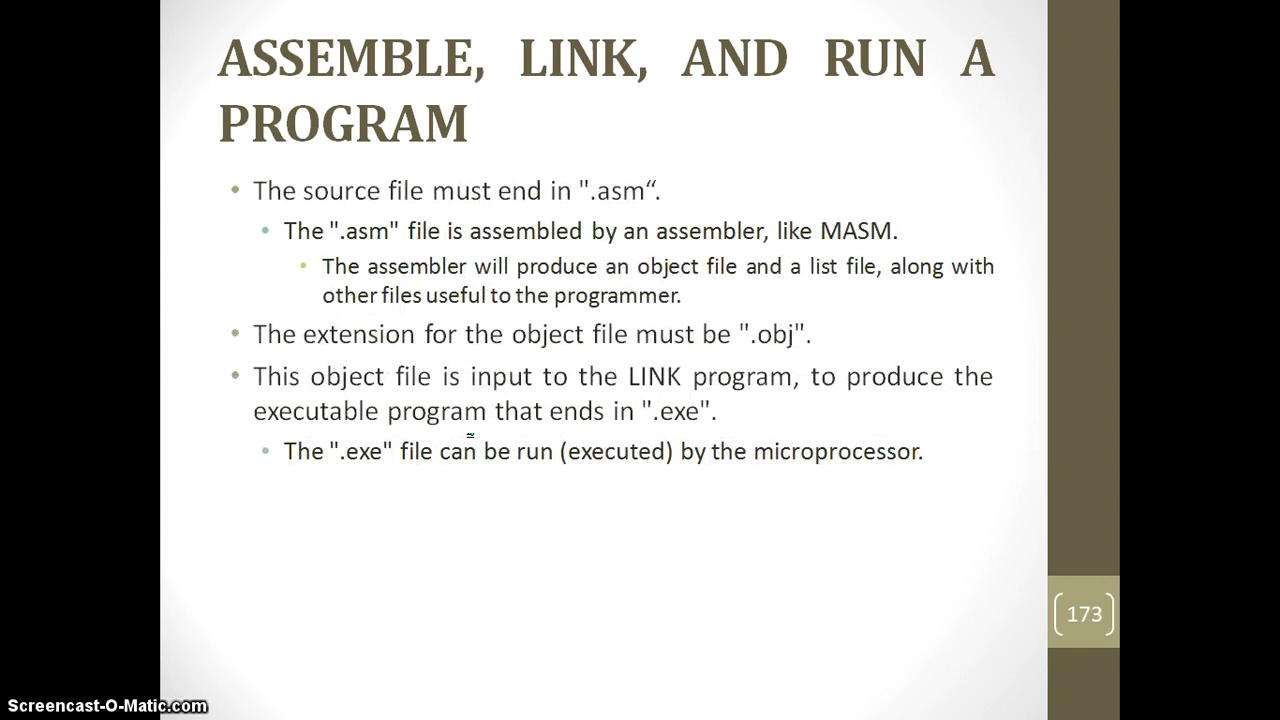 ASSEMBLE, LINK, AND RUN A
PROGRAM
• The source file must end in ".asm“.
• The ".asm" file is assembled by an assembler, like MASM.
• The assembler will produce an object file and a list file, along with
other files useful to the programmer.
• The extension for the object file must be ".obj".
• This object file is input to the LINK program, to produce the
executable program that ends in ".exe".
• The ".exe" file can be run (executed) by the microprocessor.
173
Screencast-O-Matic.com